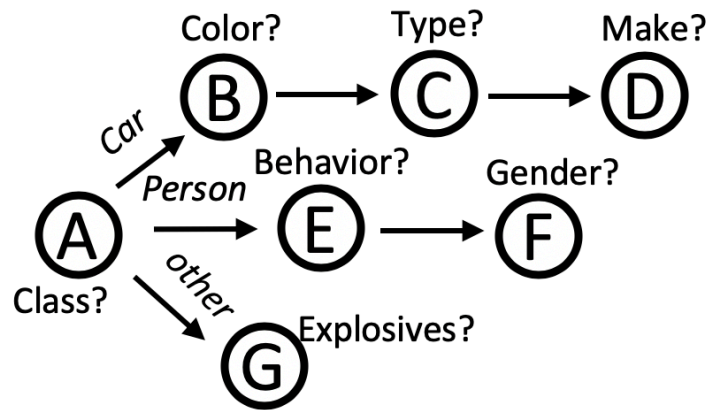 Color?
Type?
Make?
B
C
D
Car
Behavior?
Gender?
Person
A
E
F
Class?
other
Explosives?
G